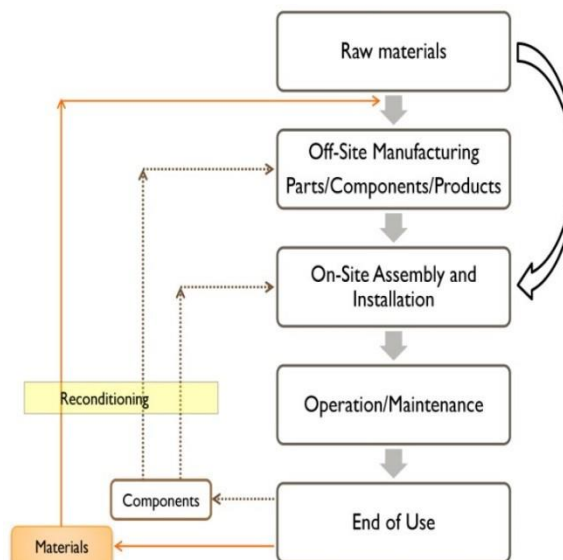 Raw materials
Off-Site Manufacturing
Parts/Components/Products
On-Site Assembly and
Installation
Reconditioning
Operation/Maintenance
Components
End of Use
Materials